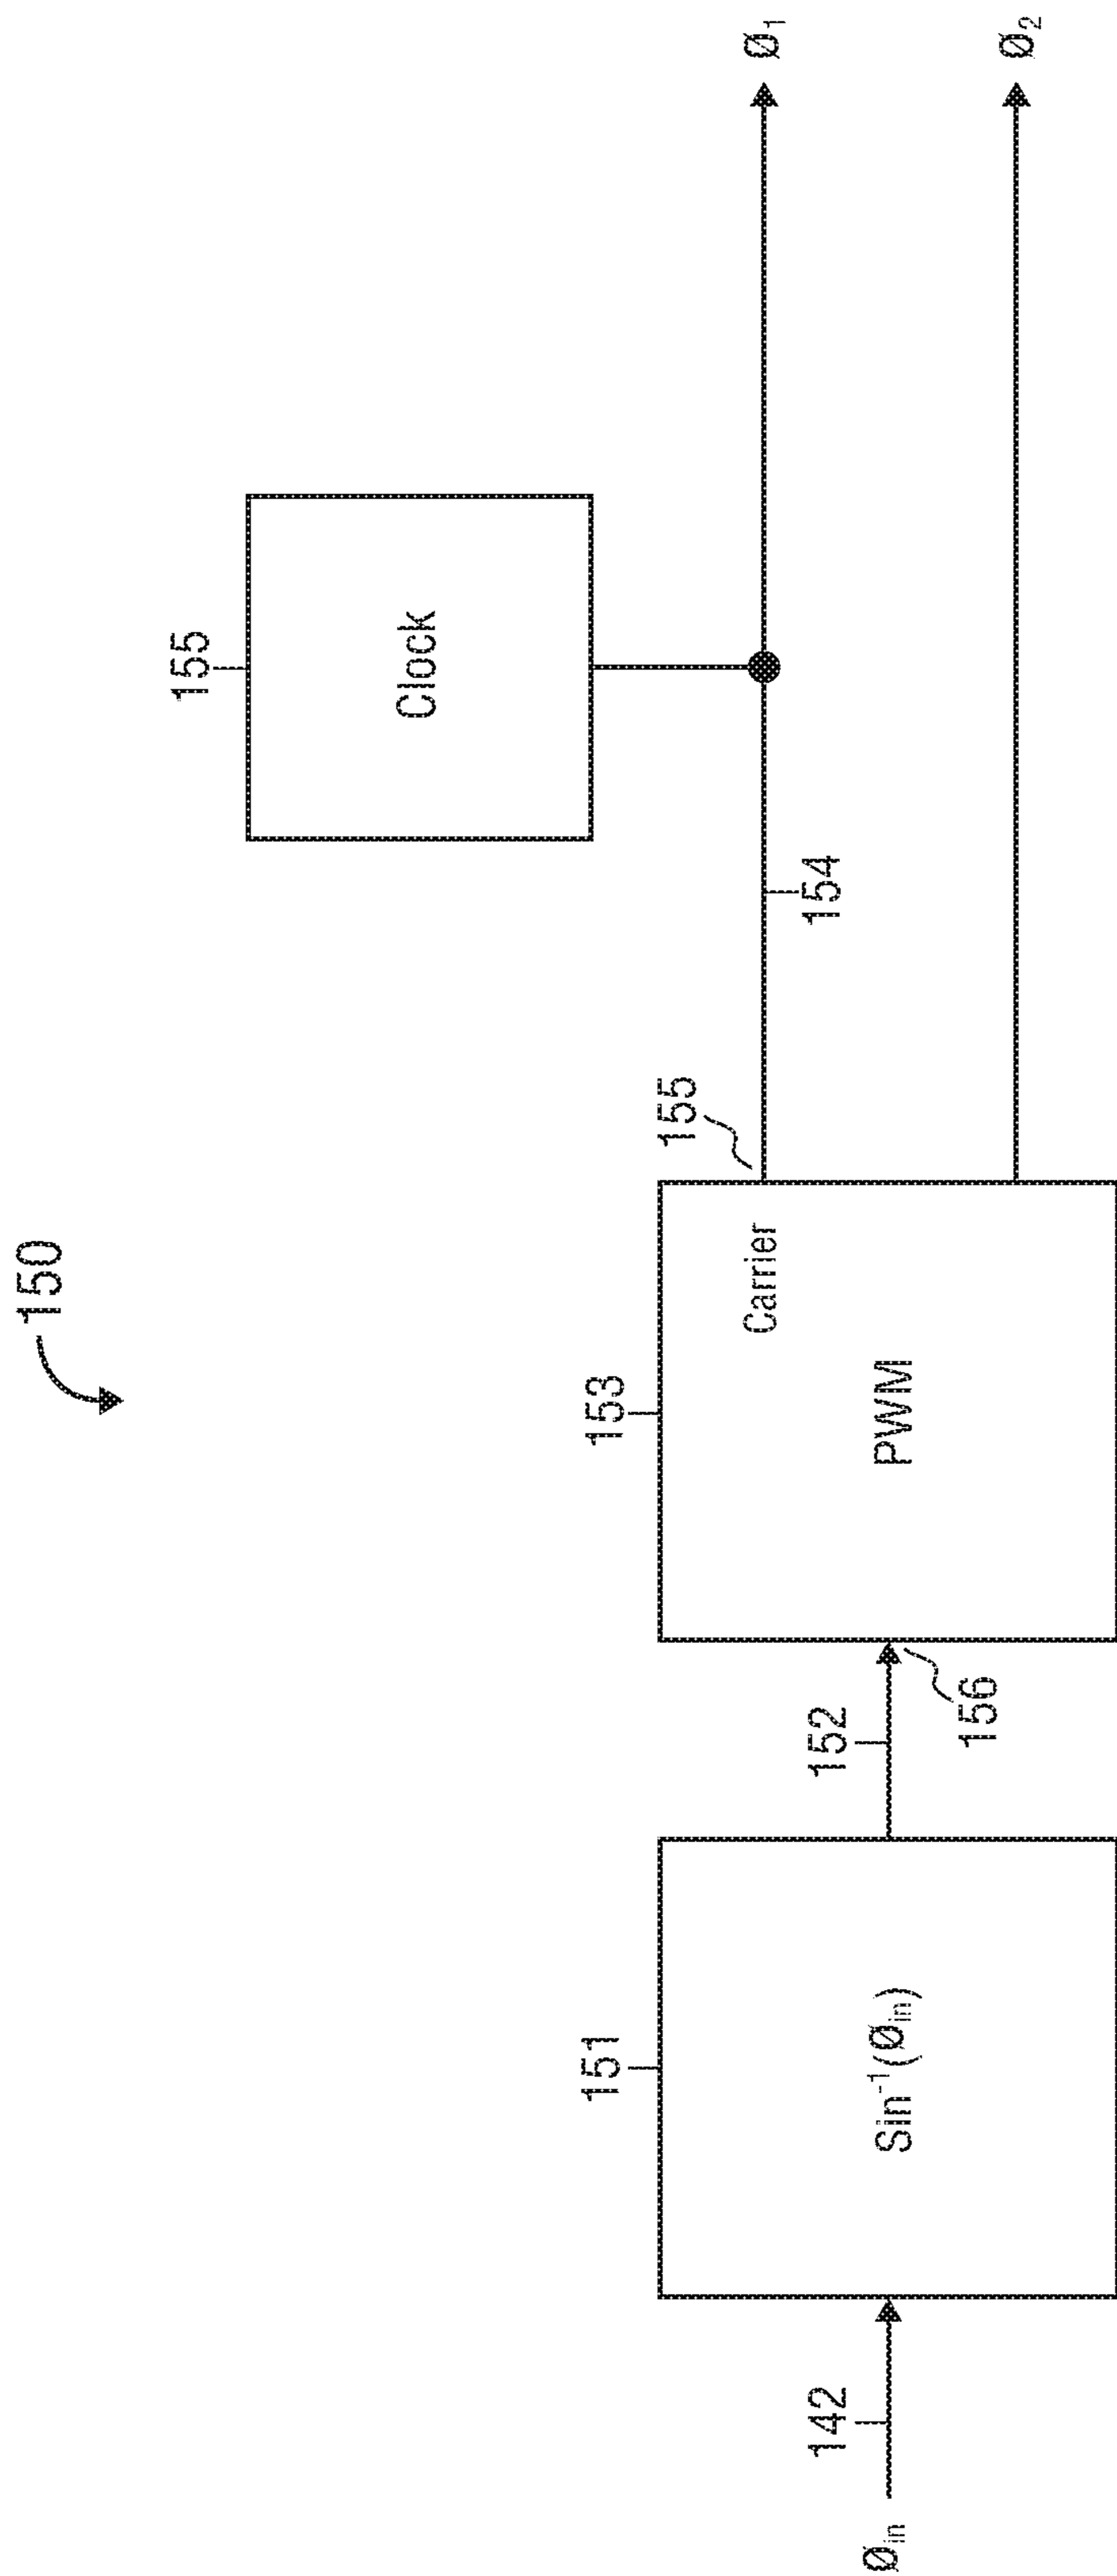 150
155
Clock
Ø₁
154
155
153
Carrier
PWM
Ø₂
151
Sin⁻¹(Øᵢₙ)
152
156
142
Øᵢₙ